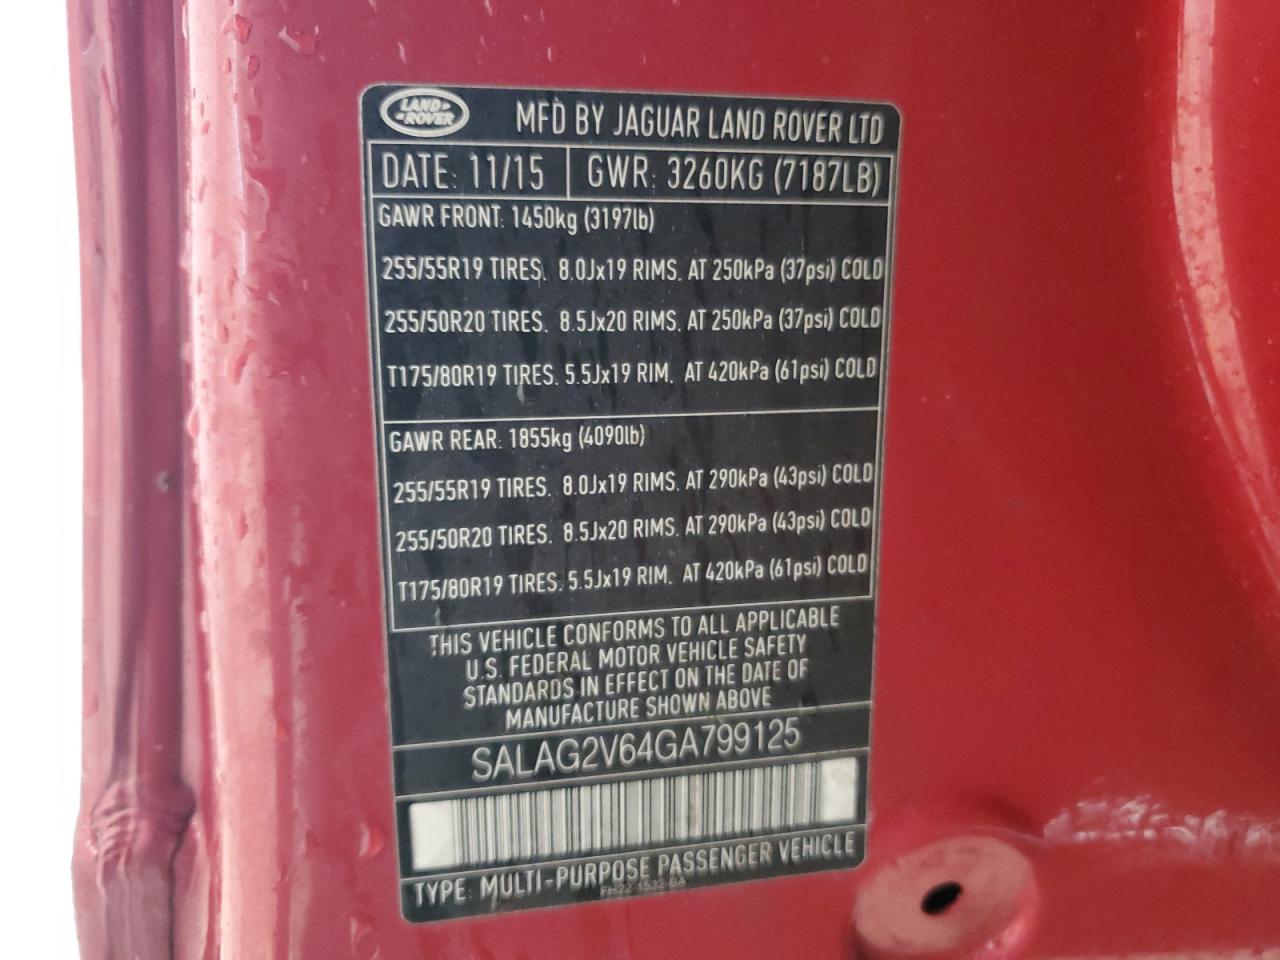 LAND ROVER
MFD BY JAGUAR LAND ROVER LTD
DATE: 11/15 GWR: 3260KG (7187LB)
GAWR FRONT: 1450kg (3197lb)
255/55R19 TIRES. 8.0Jx19 RIMS. AT 250kPa (37psi) COLD
255/50R20 TIRES. 8.5Jx20 RIMS. AT 250kPa (37psi) COLD
T175/80R19 TIRES. 5.5Jx19 RIM. AT 420kPa (61psi) COLD
GAWR REAR: 1855kg (4090lb)
255/55R19 TIRES. 8.0Jx19 RIMS. AT 290kPa (43psi) COLD
255/50R20 TIRES. 8.5Jx20 RIMS. AT 290kPa (43psi) COLD
T175/80R19 TIRES. 5.5Jx19 RIM. AT 420kPa (61psi) COLD
THIS VEHICLE CONFORMS TO ALL APPLICABLE
U.S. FEDERAL MOTOR VEHICLE SAFETY
STANDARDS IN EFFECT ON THE DATE OF
MANUFACTURE SHOWN ABOVE
SALAG2V64GA799125
TYPE: MULTI-PURPOSE PASSENGER VEHICLE
FH22 1532 BA